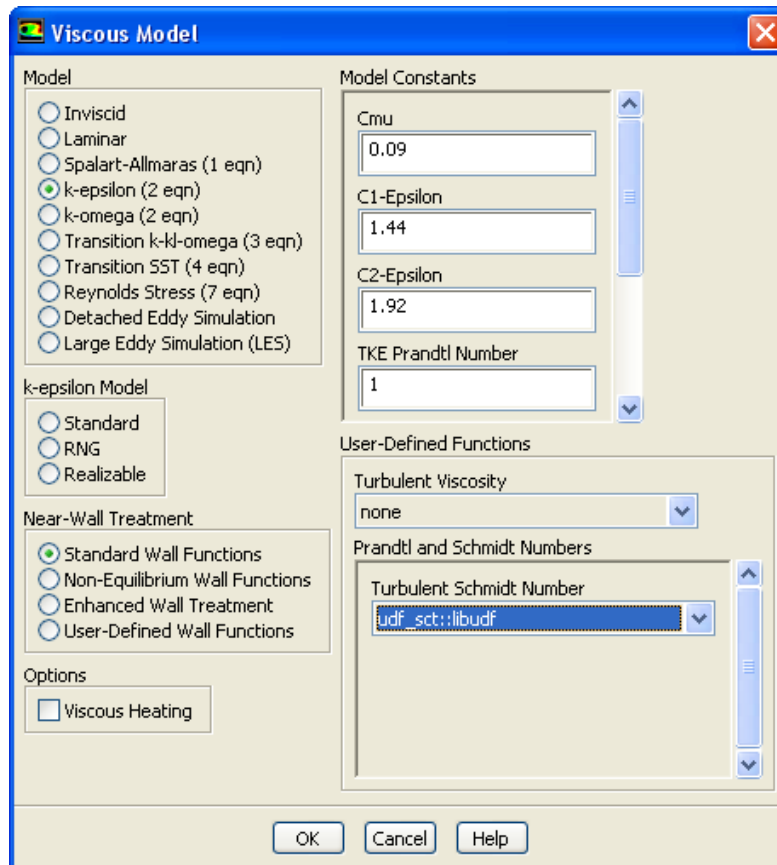 Viscous Model
Model
Inviscid
Laminar
Spalart-Allmaras (1 eqn)
k-epsilon (2 eqn)
k-omega (2 eqn)
Transition k-kl-omega (3 eqn)
Transition SST (4 eqn)
Reynolds Stress (7 eqn)
Detached Eddy Simulation
Large Eddy Simulation (LES)
k-epsilon Model
Standard
RNG
Realizable
Near-Wall Treatment
Standard Wall Functions
Non-Equilibrium Wall Functions
Enhanced Wall Treatment
User-Defined Wall Functions
Options
Viscous Heating
Model Constants
Cmu
0.09
C1-Epsilon
1.44
C2-Epsilon
1.92
TKE Prandtl Number
1
User-Defined Functions
Turbulent Viscosity
none
Prandtl and Schmidt Numbers
Turbulent Schmidt Number
udf_sct::libudf
OK
Cancel
Help